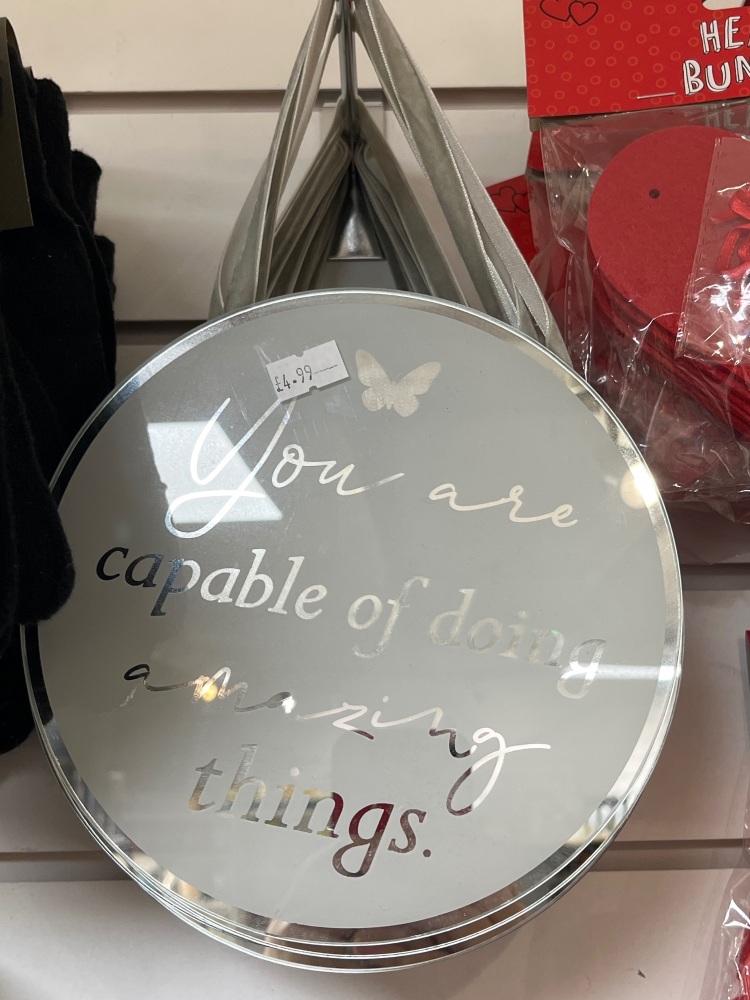 HE
BUN
£4.99
You are
capable of doing
amazing
things.